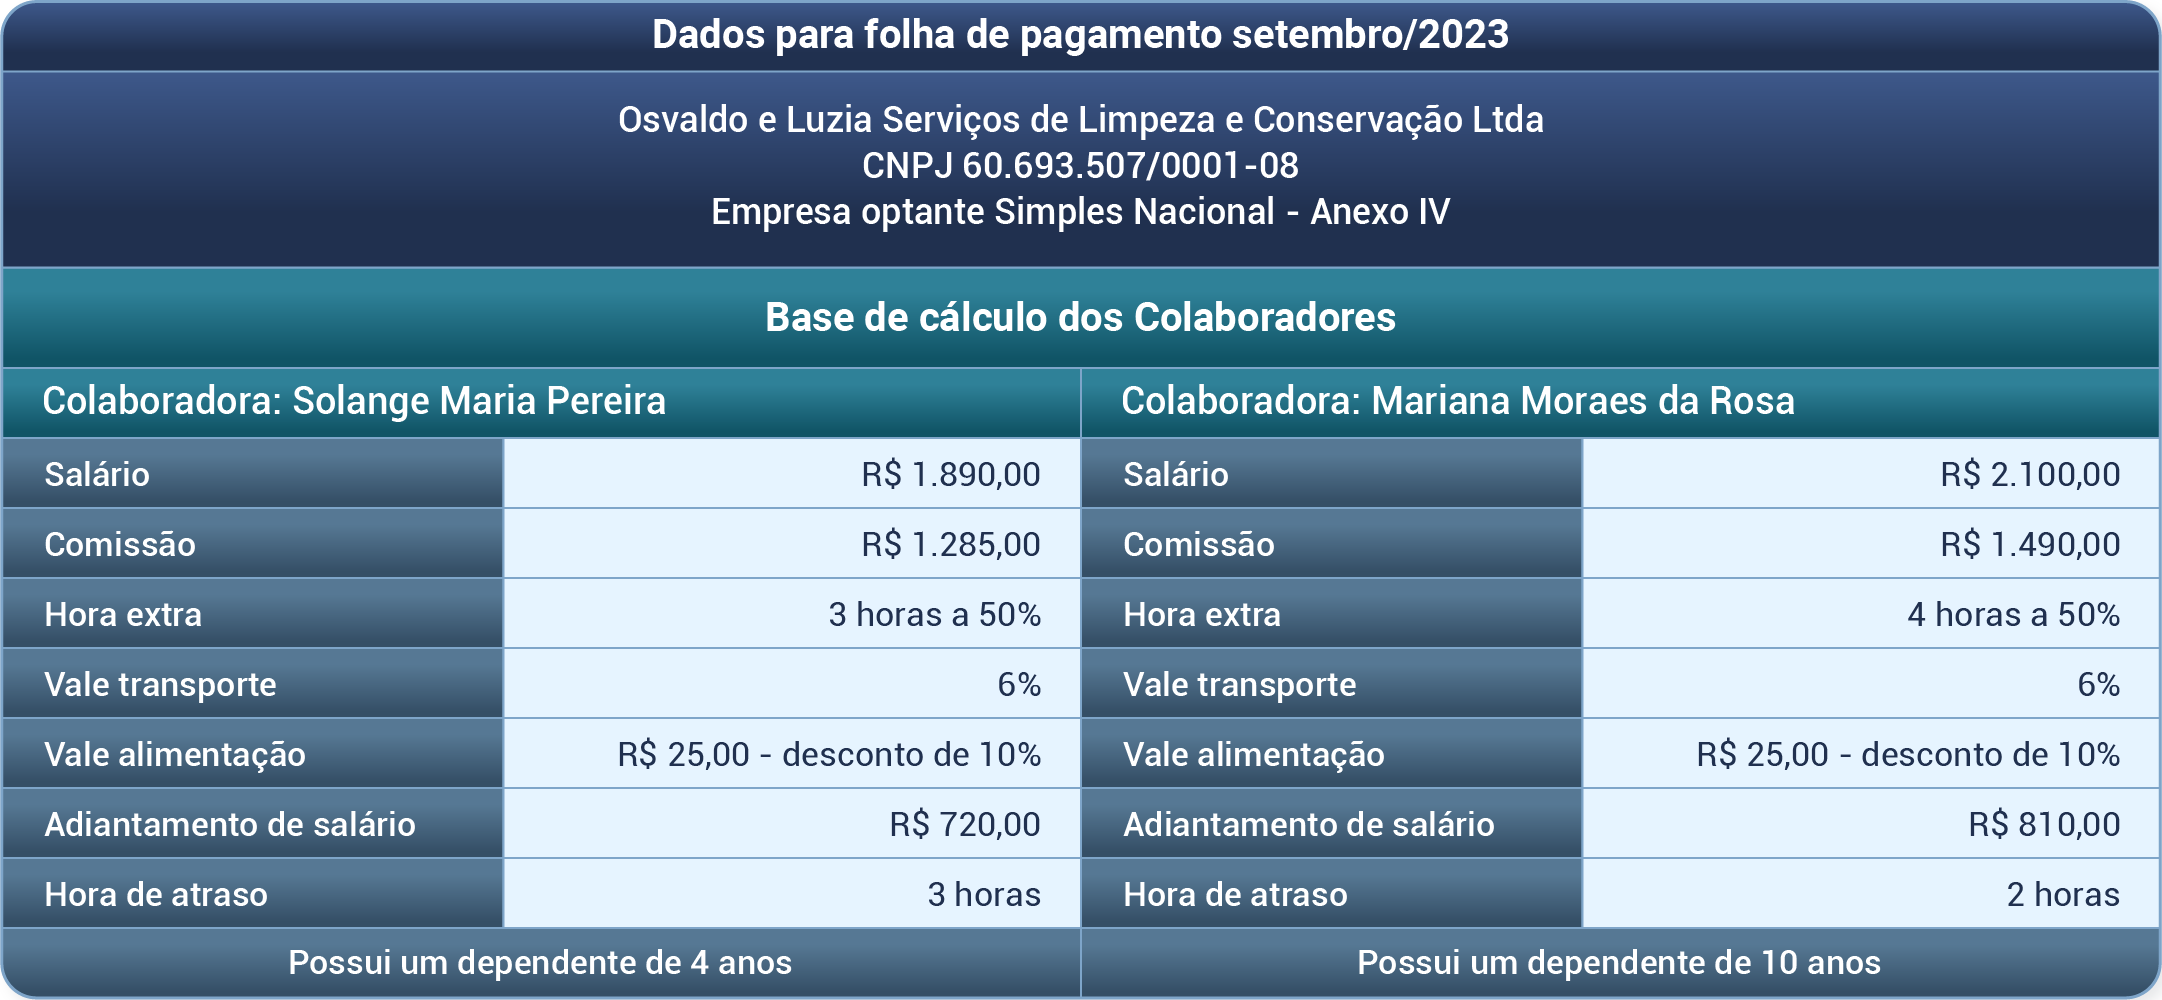 Dados para folha de pagamento setembro/2023
Osvaldo e Luzia Serviços de Limpeza e Conservação Ltda
CNPJ 60.693.507/0001-08
Empresa optante Simples Nacional - Anexo IV
Base de cálculo dos Colaboradores
Colaboradora: Solange Maria Pereira
Colaboradora: Mariana Moraes da Rosa
Salário R$ 1.890,00 Salário R$ 2.100,00
Comissão R$ 1.285,00 Comissão R$ 1.490,00
Hora extra 3 horas a 50% Hora extra 4 horas a 50%
Vale transporte 6% Vale transporte 6%
Vale alimentação R$ 25,00 - desconto de 10% Vale alimentação R$ 25,00 - desconto de 10%
Adiantamento de salário R$ 720,00 Adiantamento de salário R$ 810,00
Hora de atraso 3 horas Hora de atraso 2 horas
Possui um dependente de 4 anos Possui um dependente de 10 anos